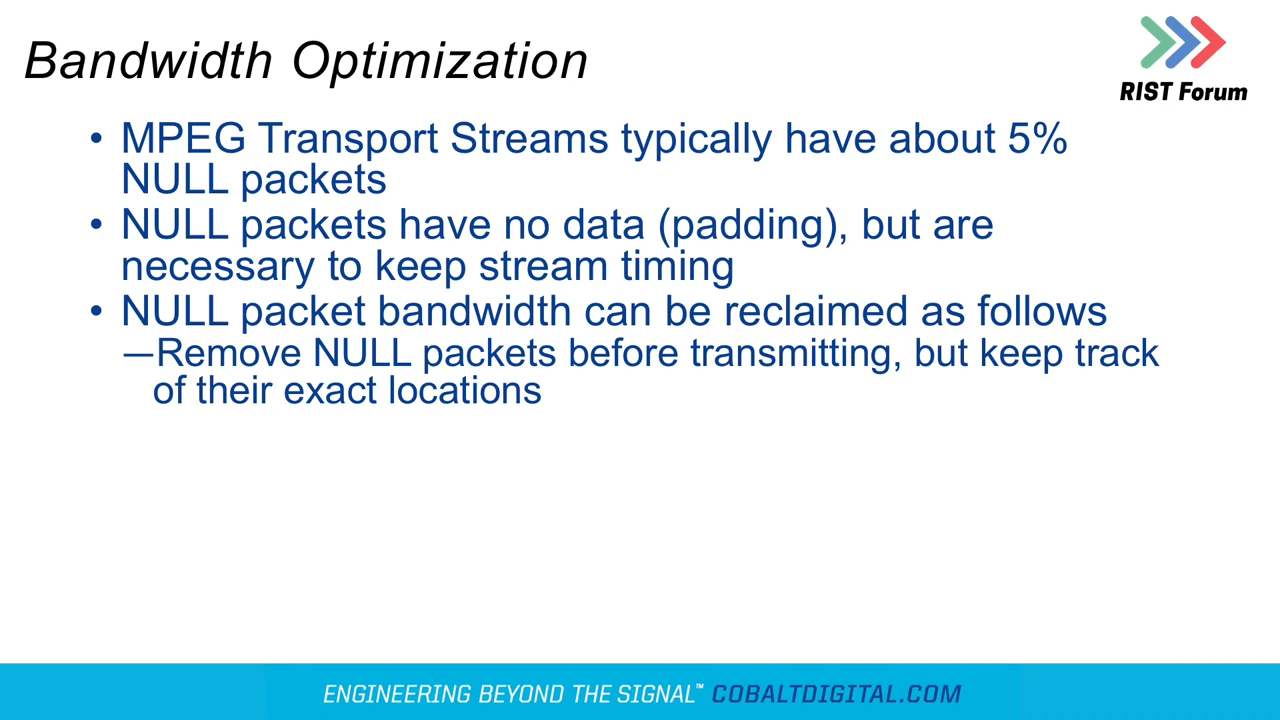 Bandwidth Optimization
RIST Forum
• MPEG Transport Streams typically have about 5%
NULL packets
• NULL packets have no data (padding), but are
necessary to keep stream timing
• NULL packet bandwidth can be reclaimed as follows
—Remove NULL packets before transmitting, but keep track
of their exact locations
ENGINEERING BEYOND THE SIGNAL™ COBALTDIGITAL.COM